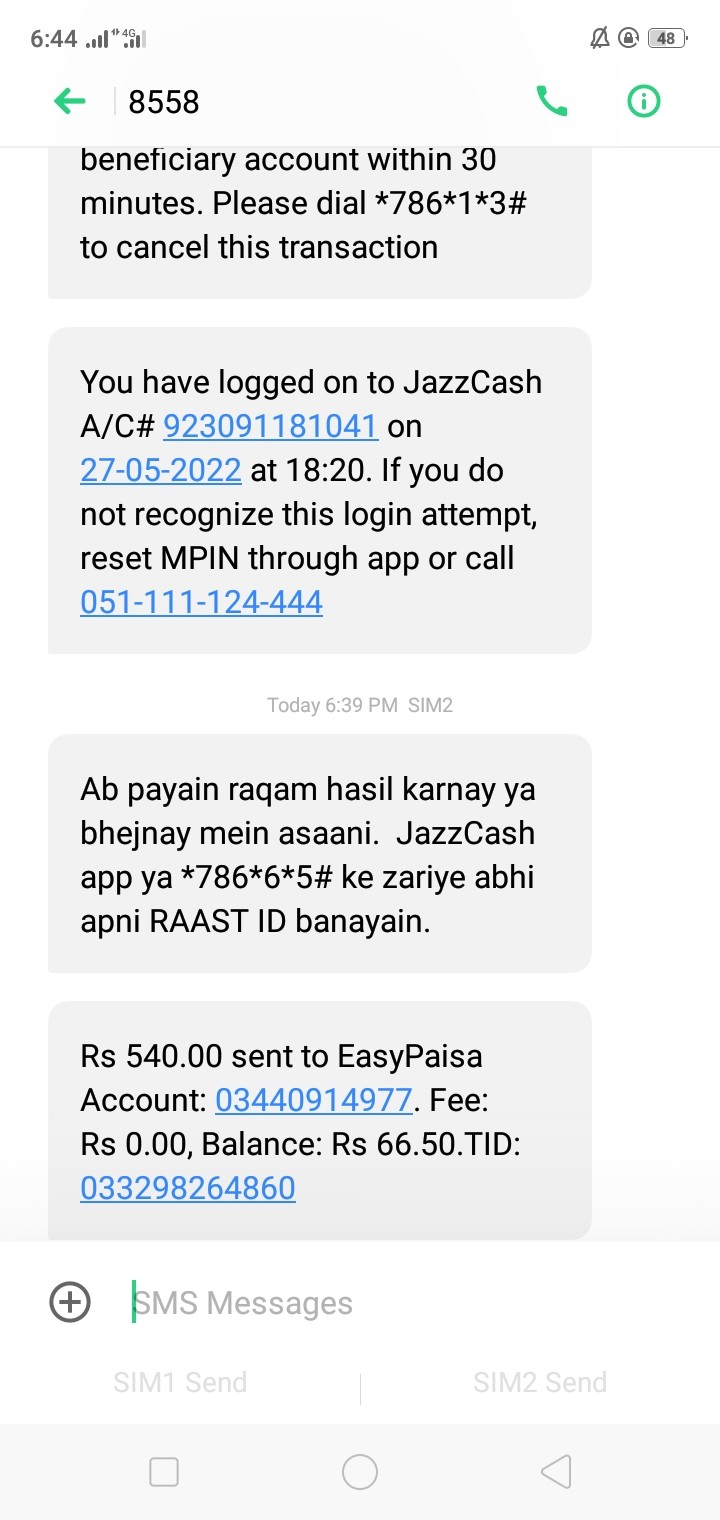 6:44 4G 48
8558
beneficiary account within 30
minutes. Please dial *786*1*3#
to cancel this transaction
You have logged on to JazzCash
A/C# 923091181041 on
27-05-2022 at 18:20. If you do
not recognize this login attempt,
reset MPIN through app or call
051-111-124-444
Today 6:39 PM SIM2
Ab payain raqam hasil karnay ya
bhejnay mein asaani. JazzCash
app ya *786*6*5# ke zariye abhi
apni RAAST ID banayain.
Rs 540.00 sent to EasyPaisa
Account: 03440914977. Fee:
Rs 0.00, Balance: Rs 66.50.TID:
033298264860
SMS Messages
SIM1 Send SIM2 Send